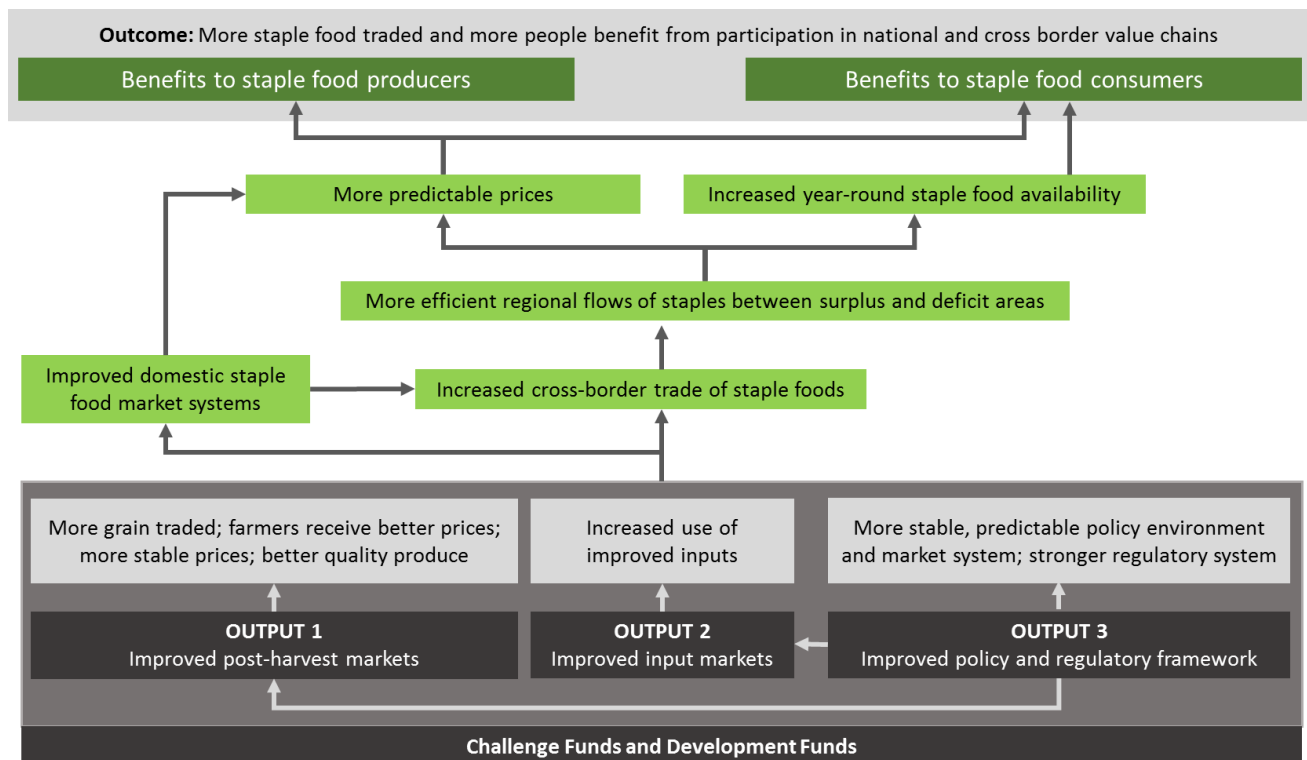 Outcome: More staple food traded and more people benefit from participation in national and cross border value chains
Benefits to staple food producers
Benefits to staple food consumers
More predictable prices
Increased year-round staple food availability
More efficient regional flows of staples between surplus and deficit areas
Improved domestic staple
food market systems
Increased cross-border trade of staple foods
More grain traded; farmers receive better prices;
more stable prices; better quality produce
Increased use of
improved inputs
More stable, predictable policy environment
and market system; stronger regulatory system
OUTPUT 1
Improved post-harvest markets
OUTPUT 2
Improved input markets
OUTPUT 3
Improved policy and regulatory framework
Challenge Funds and Development Funds